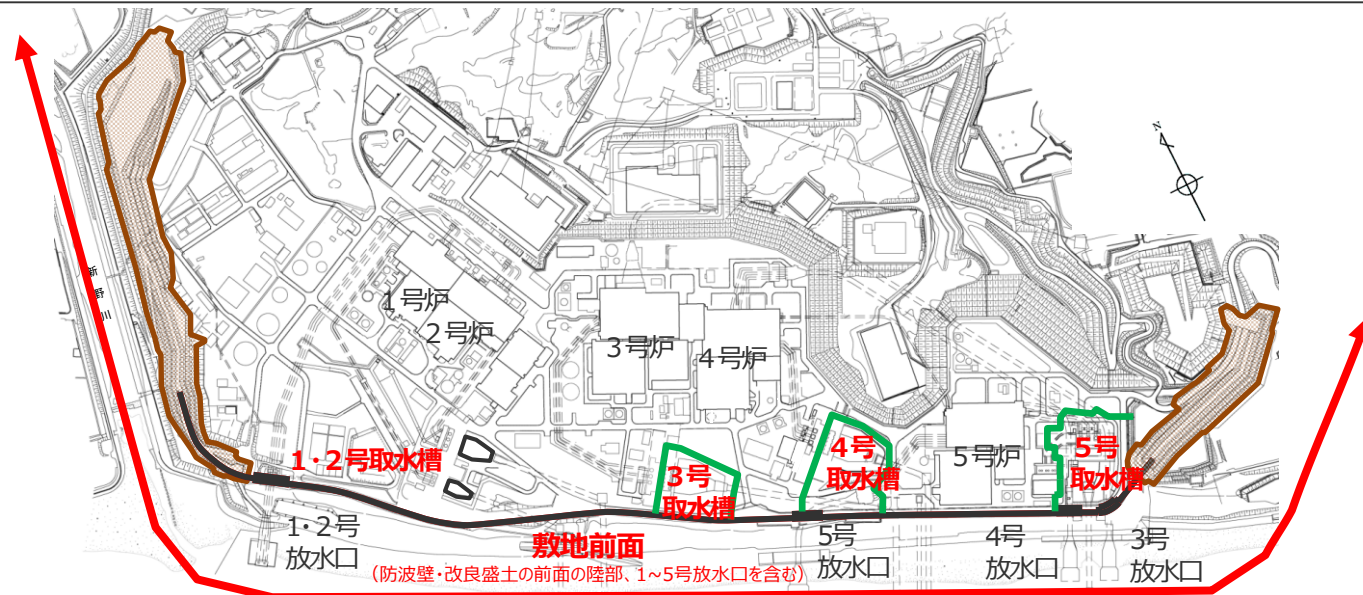 N
新野川
1号炉
2号炉
3号炉
4号炉
5号炉
1・2号取水槽
3号
取水槽
4号
取水槽
5号
取水槽
1・2号
放水口
5号
放水口
4号
放水口
3号
放水口
敷地前面
(防波壁・改良盛土の前面の陸部、1~5号放水口を含む)